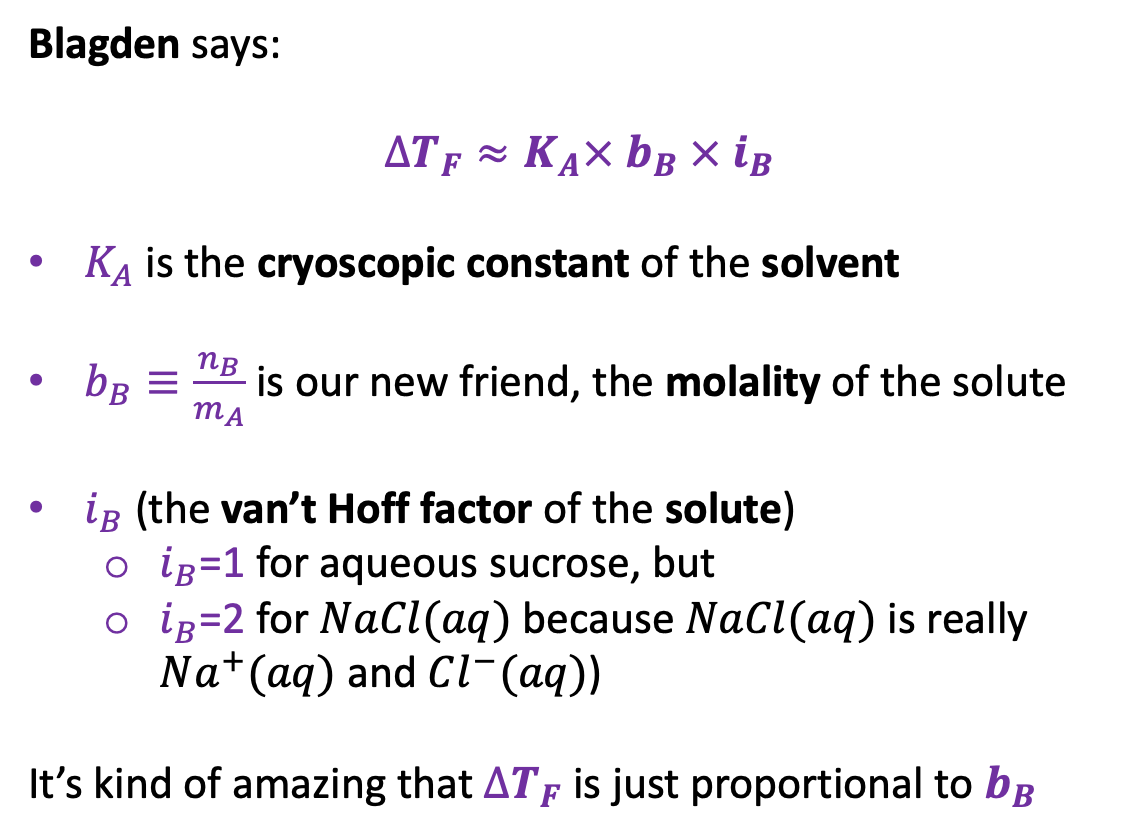 Blagden says:
ΔT_F ≈ K_A × b_B × i_B
• K_A is the cryoscopic constant of the solvent
• b_B ≡ n_B/m_A is our new friend, the molality of the solute
• i_B (the van’t Hoff factor of the solute)
o i_B=1 for aqueous sucrose, but
o i_B=2 for NaCl(aq) because NaCl(aq) is really
Na⁺(aq) and Cl⁻(aq))
It’s kind of amazing that ΔT_F is just proportional to b_B